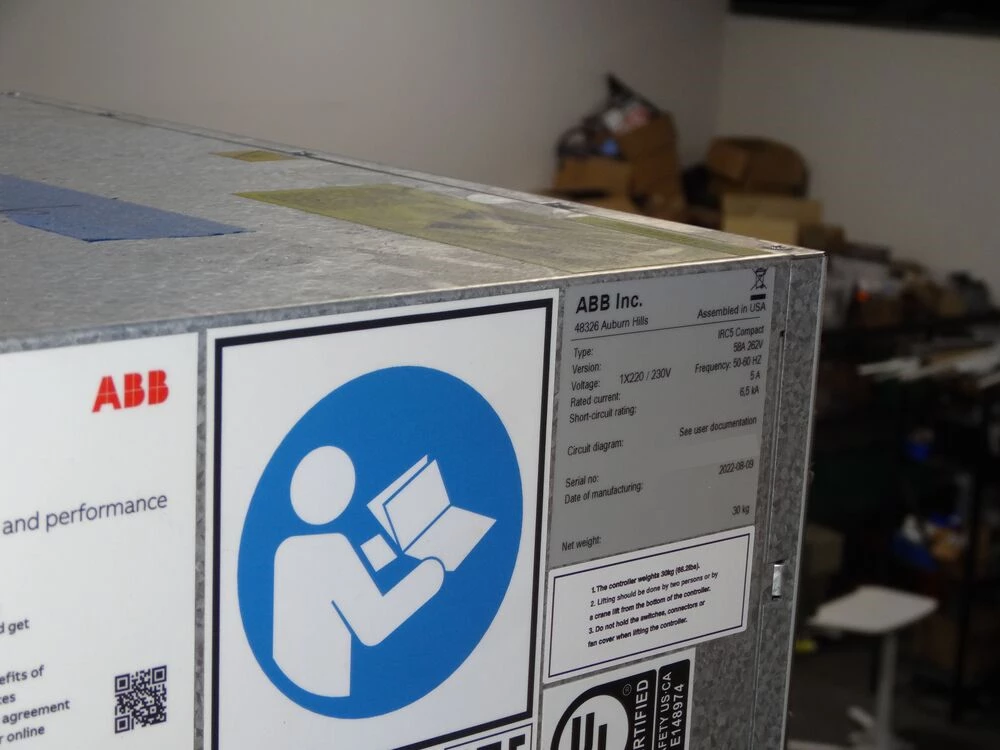 ABB
and performance
d get
efits of
ces
agreement
r online
ABB Inc.
48326 Auburn Hills
Assembled in USA
Type: IRC5 Compact
Version: 58A 262V
Voltage: 1X220 / 230V Frequency: 50-60 HZ
Rated current: 5 A
Short-circuit rating: 6,5 kA
Circuit diagram: See user documentation
Serial no:
Date of manufacturing: 2022-08-09
Net weight: 30 kg
1.The controller weights 30kg (66.2lbs).
2. Lifting should be done by two persons or by
a crane lift from the bottom of the controller.
3. Do not hold the switches, connectors or
fan cover when lifting the controller.
UL ®
RTIFIED
FETY US-CA
E148974